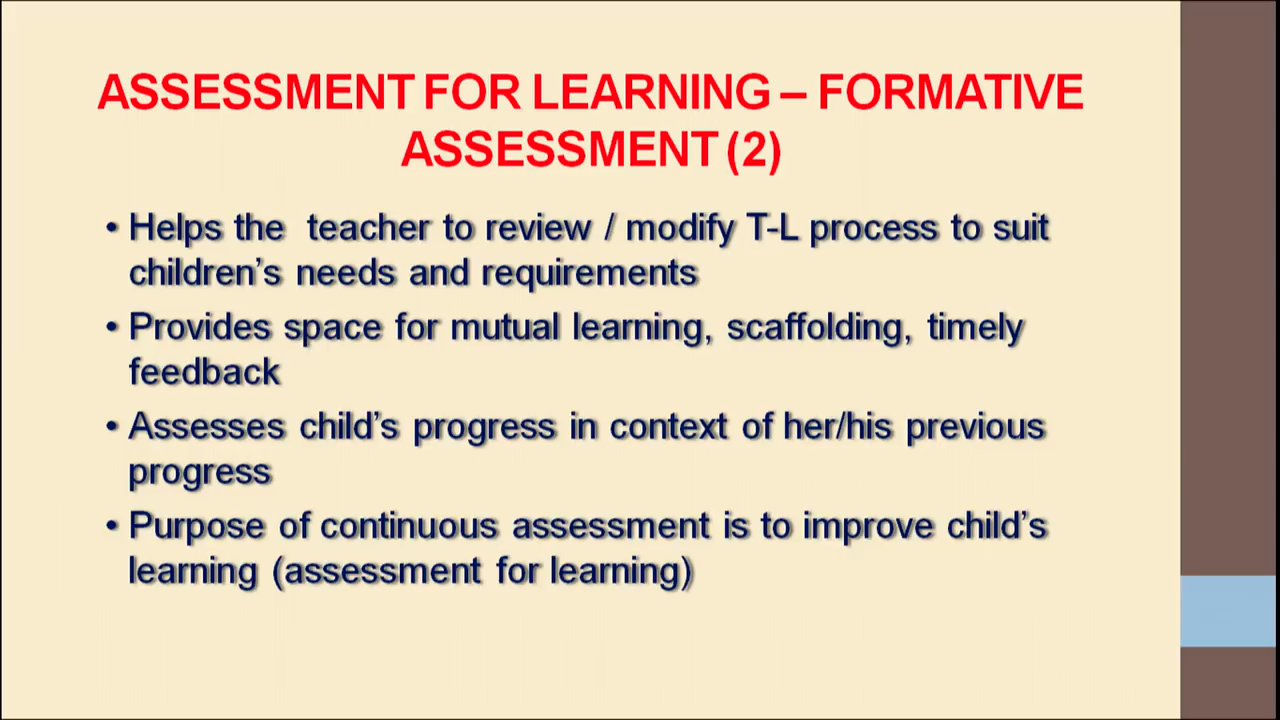 ASSESSMENT FOR LEARNING – FORMATIVE
ASSESSMENT (2)
• Helps the teacher to review / modify T-L process to suit
children’s needs and requirements
• Provides space for mutual learning, scaffolding, timely
feedback
• Assesses child’s progress in context of her/his previous
progress
• Purpose of continuous assessment is to improve child’s
learning (assessment for learning)